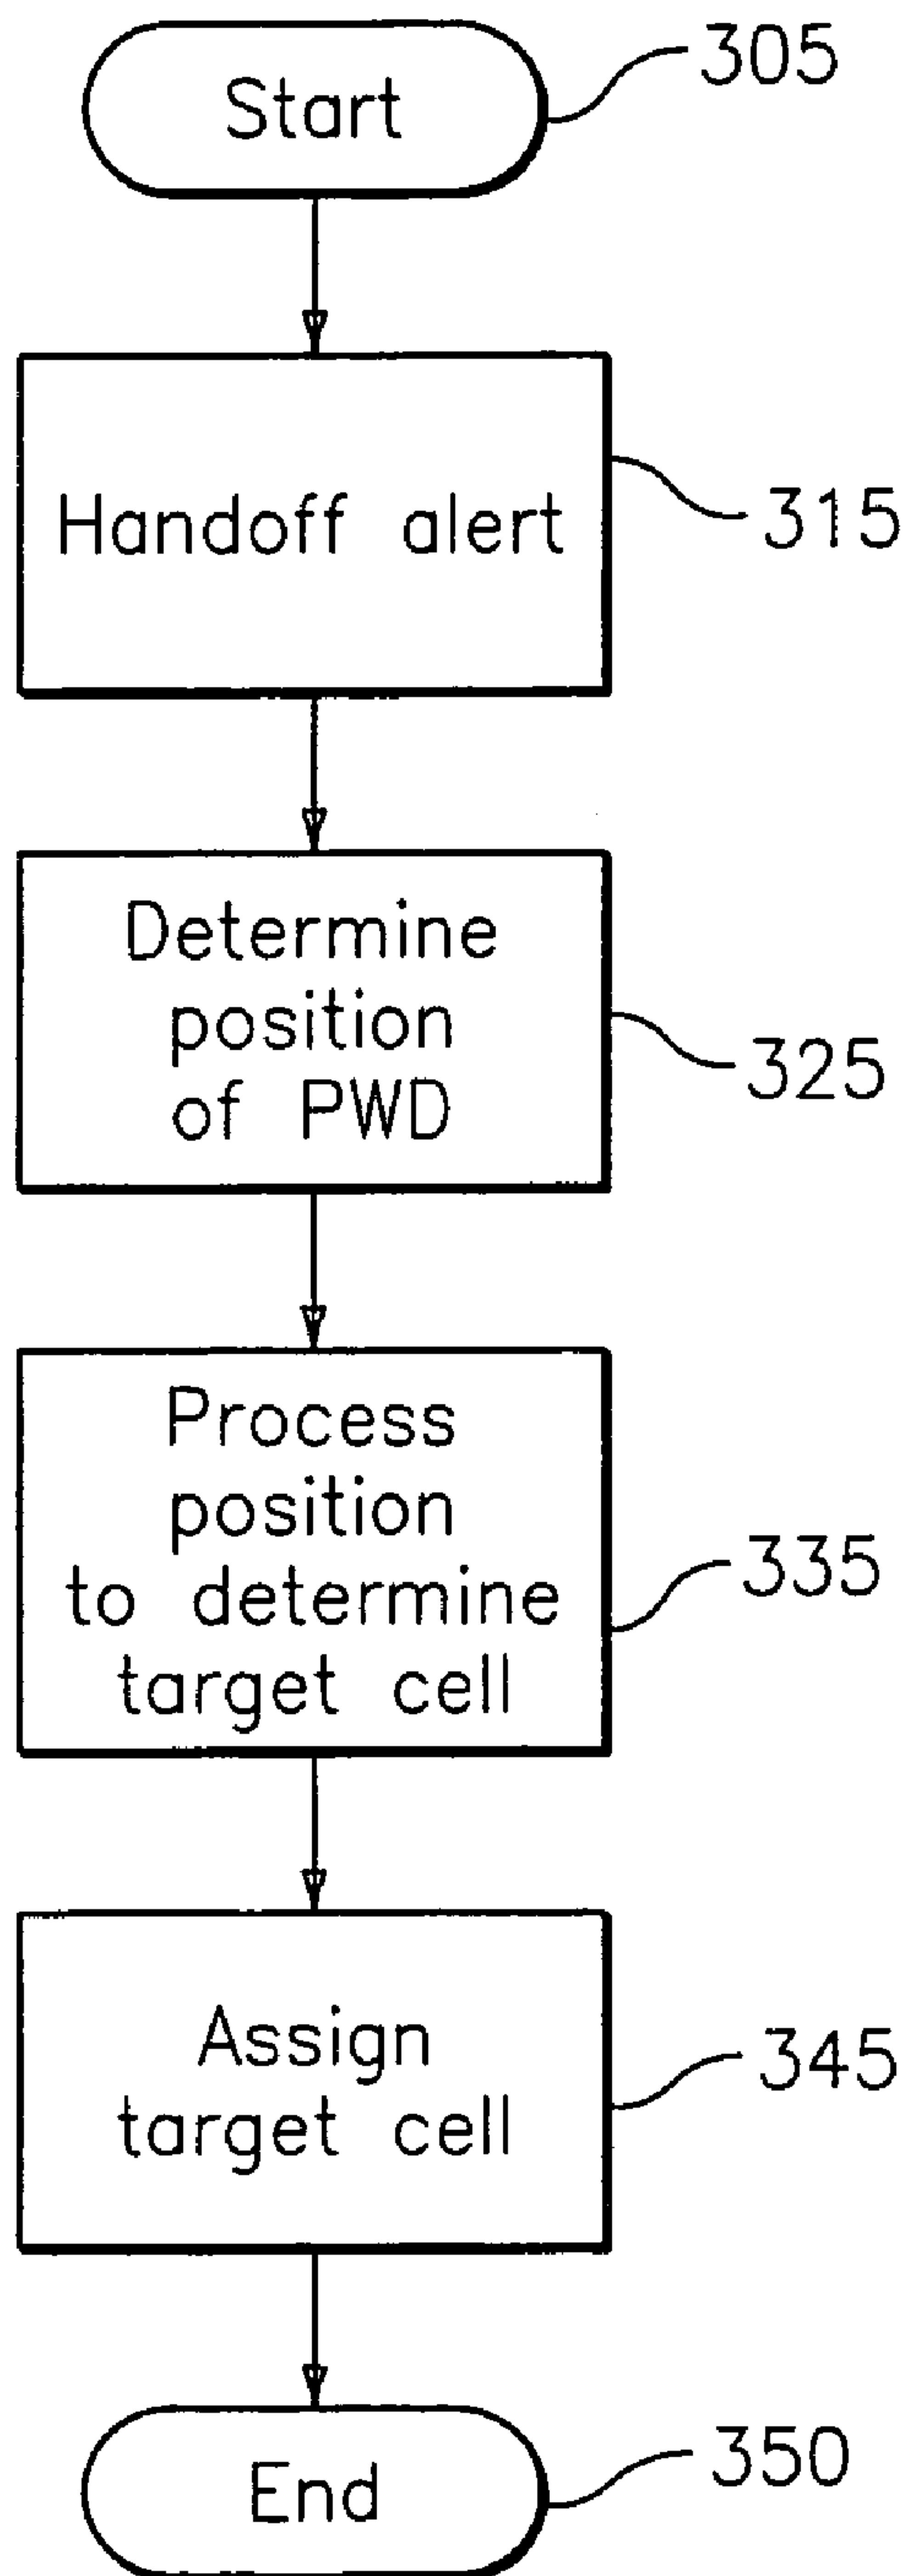 Start
305
Handoff alert
315
Determine
position
of PWD
325
Process
position
to determine
target cell
335
Assign
target cell
345
End
350